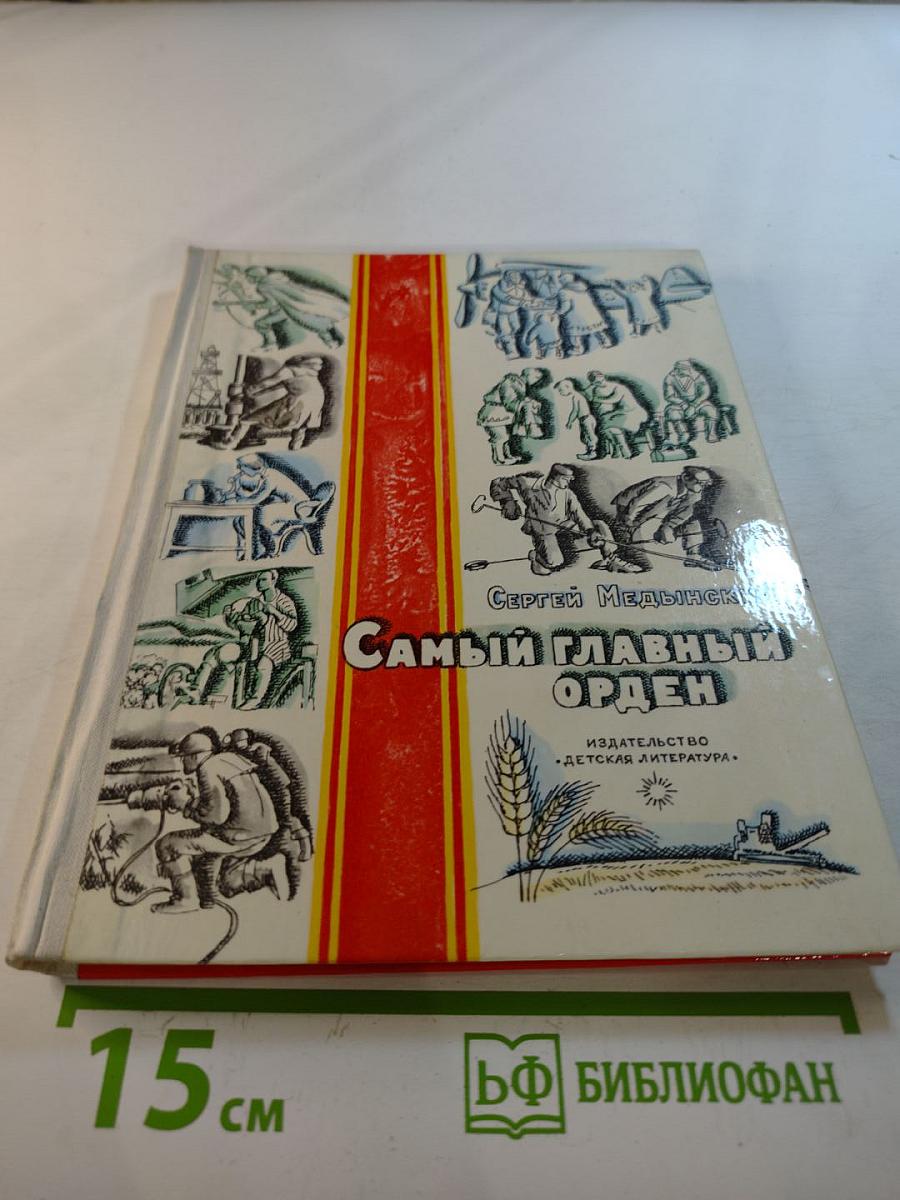 Сергей
Самый главный
орден
ИЗДАТЕЛЬСТВО
•ДЕТСКАЯ ЛИТЕРАТУРА•
15 см
ЬФ БИБЛИОФАН